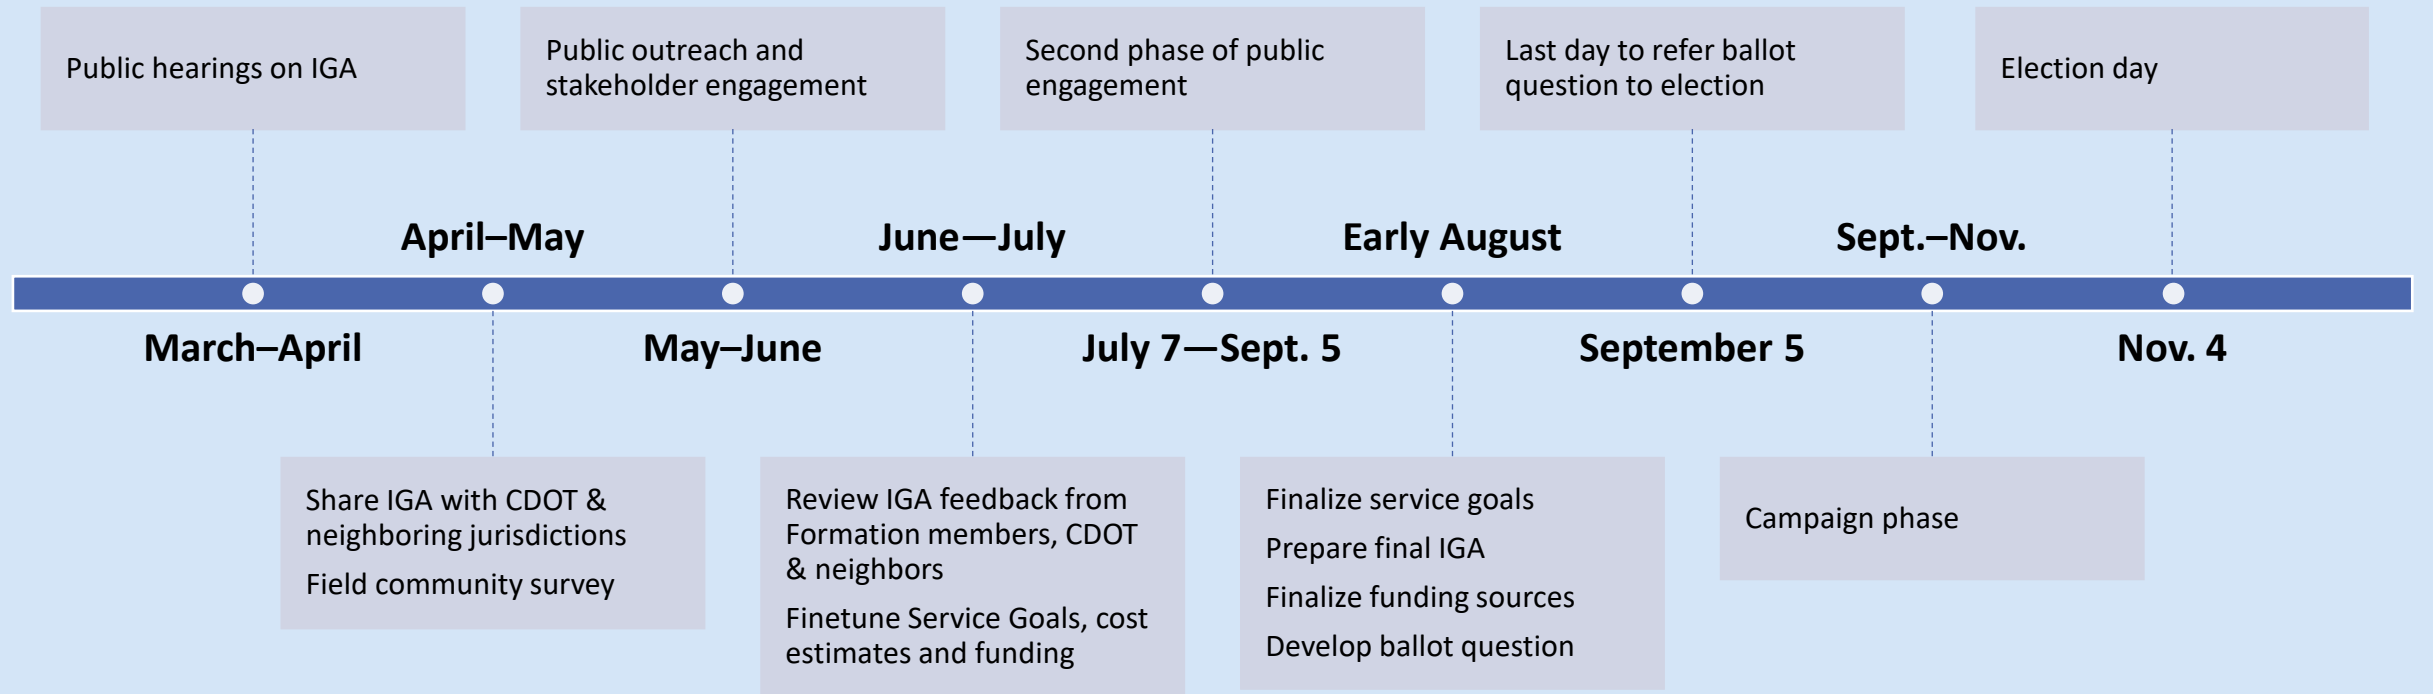 Public hearings on IGA
Public outreach and
stakeholder engagement
Second phase of public
engagement
Last day to refer ballot
question to election
Election day
April–May
June—July
Early August
Sept.–Nov.
March–April
May–June
July 7—Sept. 5
September 5
Nov. 4
Share IGA with CDOT &
neighboring jurisdictions
Field community survey
Review IGA feedback from
Formation members, CDOT
& neighbors
Finetune Service Goals, cost
estimates and funding
Finalize service goals
Prepare final IGA
Finalize funding sources
Develop ballot question
Campaign phase